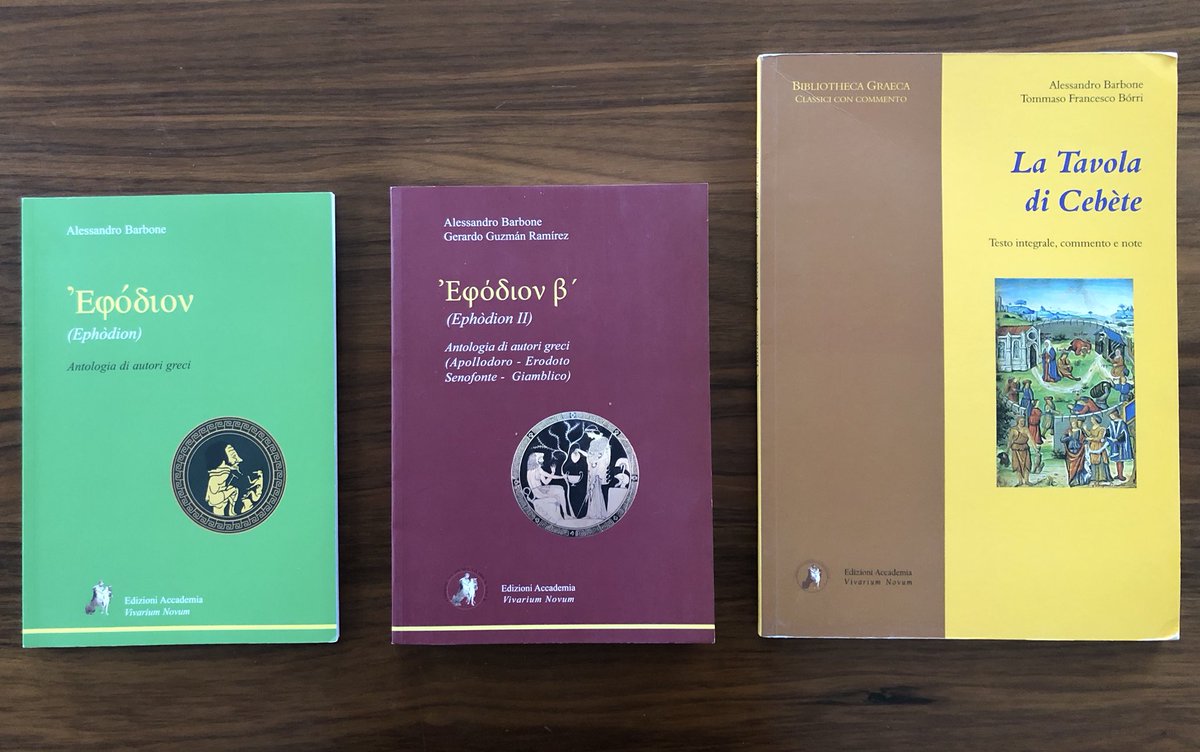 Alessandro Barbone
Ἐφόδιον
(Ephòdion)
Antologia di autori greci
Edizioni Accademia
Vivarium Novum
Alessandro Barbone
Gerardo Guzmán Ramírez
Ἐφόδιον β´
(Ephòdion II)
Antologia di autori greci
(Apollodoro - Erodoto
Senofonte - Giamblico)
Edizioni Accademia
Vivarium Novum
BIBLIOTHECA GRAECA
CLASSICI CON COMMENTO
Alessandro Barbone
Tommaso Francesco Bórri
La Tavola
di Cebète
Testo integrale, commento e note
Edizioni Accademia
Vivarium Novum